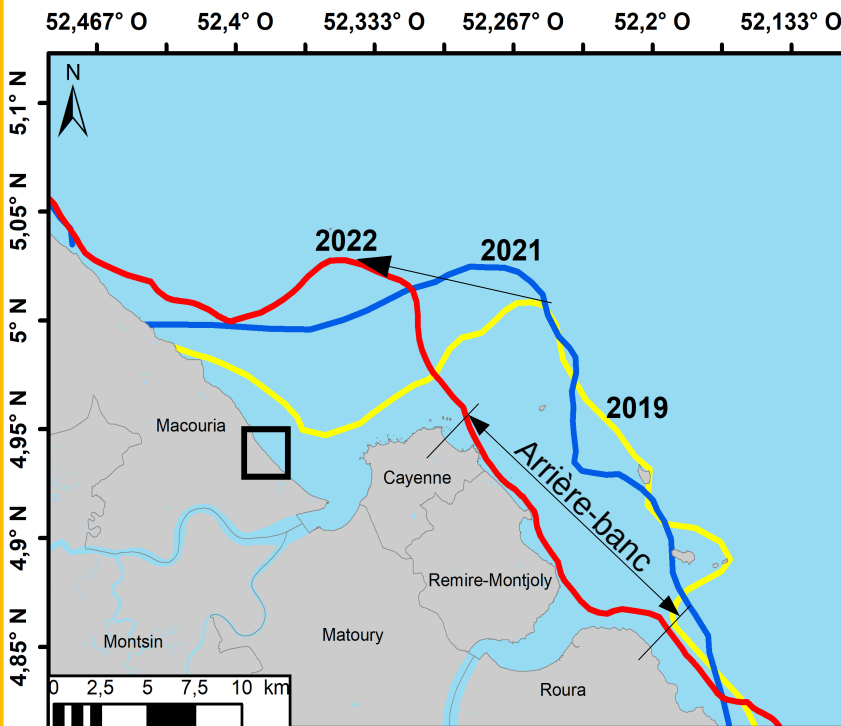 52,467° O 52,4° O 52,333° O 52,267° O 52,2° O 52,133° O
N
5,1° N
5,05° N
2022
2021
5° N
2019
Macouria
4,95° N
Cayenne
Arrière-banc
4,9° N
Remire-Montjoly
Montsin
Matoury
4,85° N
Roura
0 2,5 5 7,5 10 km